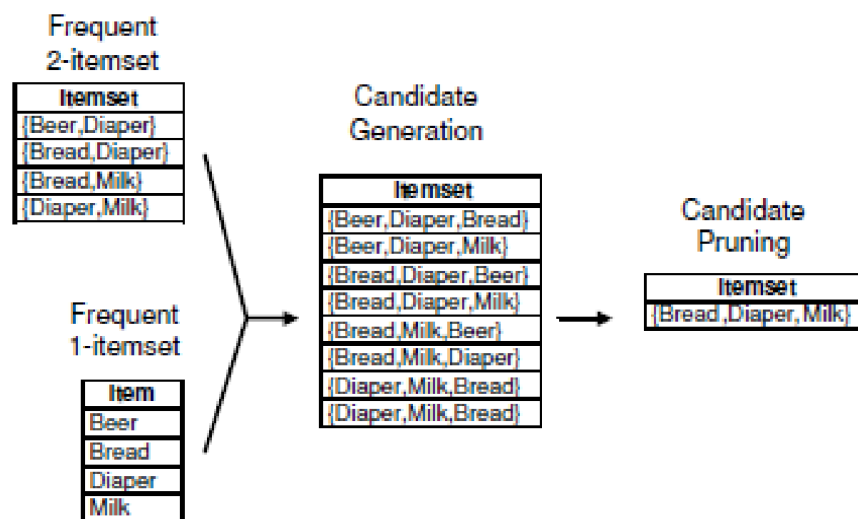 Frequent
2-itemset
Itemset
{Beer,Diaper}
{Bread,Diaper}
{Bread,Milk}
{Diaper,Milk}
Frequent
1-itemset
Item
Beer
Bread
Diaper
Milk
Candidate
Generation
Itemset
{Beer,Diaper,Bread}
{Beer,Diaper,Milk}
{Bread,Diaper,Beer}
{Bread,Diaper,Milk}
{Bread,Milk,Beer}
{Bread,Milk,Diaper}
{Diaper,Milk,Bread}
{Diaper,Milk,Bread}
Candidate
Pruning
Itemset
{Bread,Diaper,Milk}